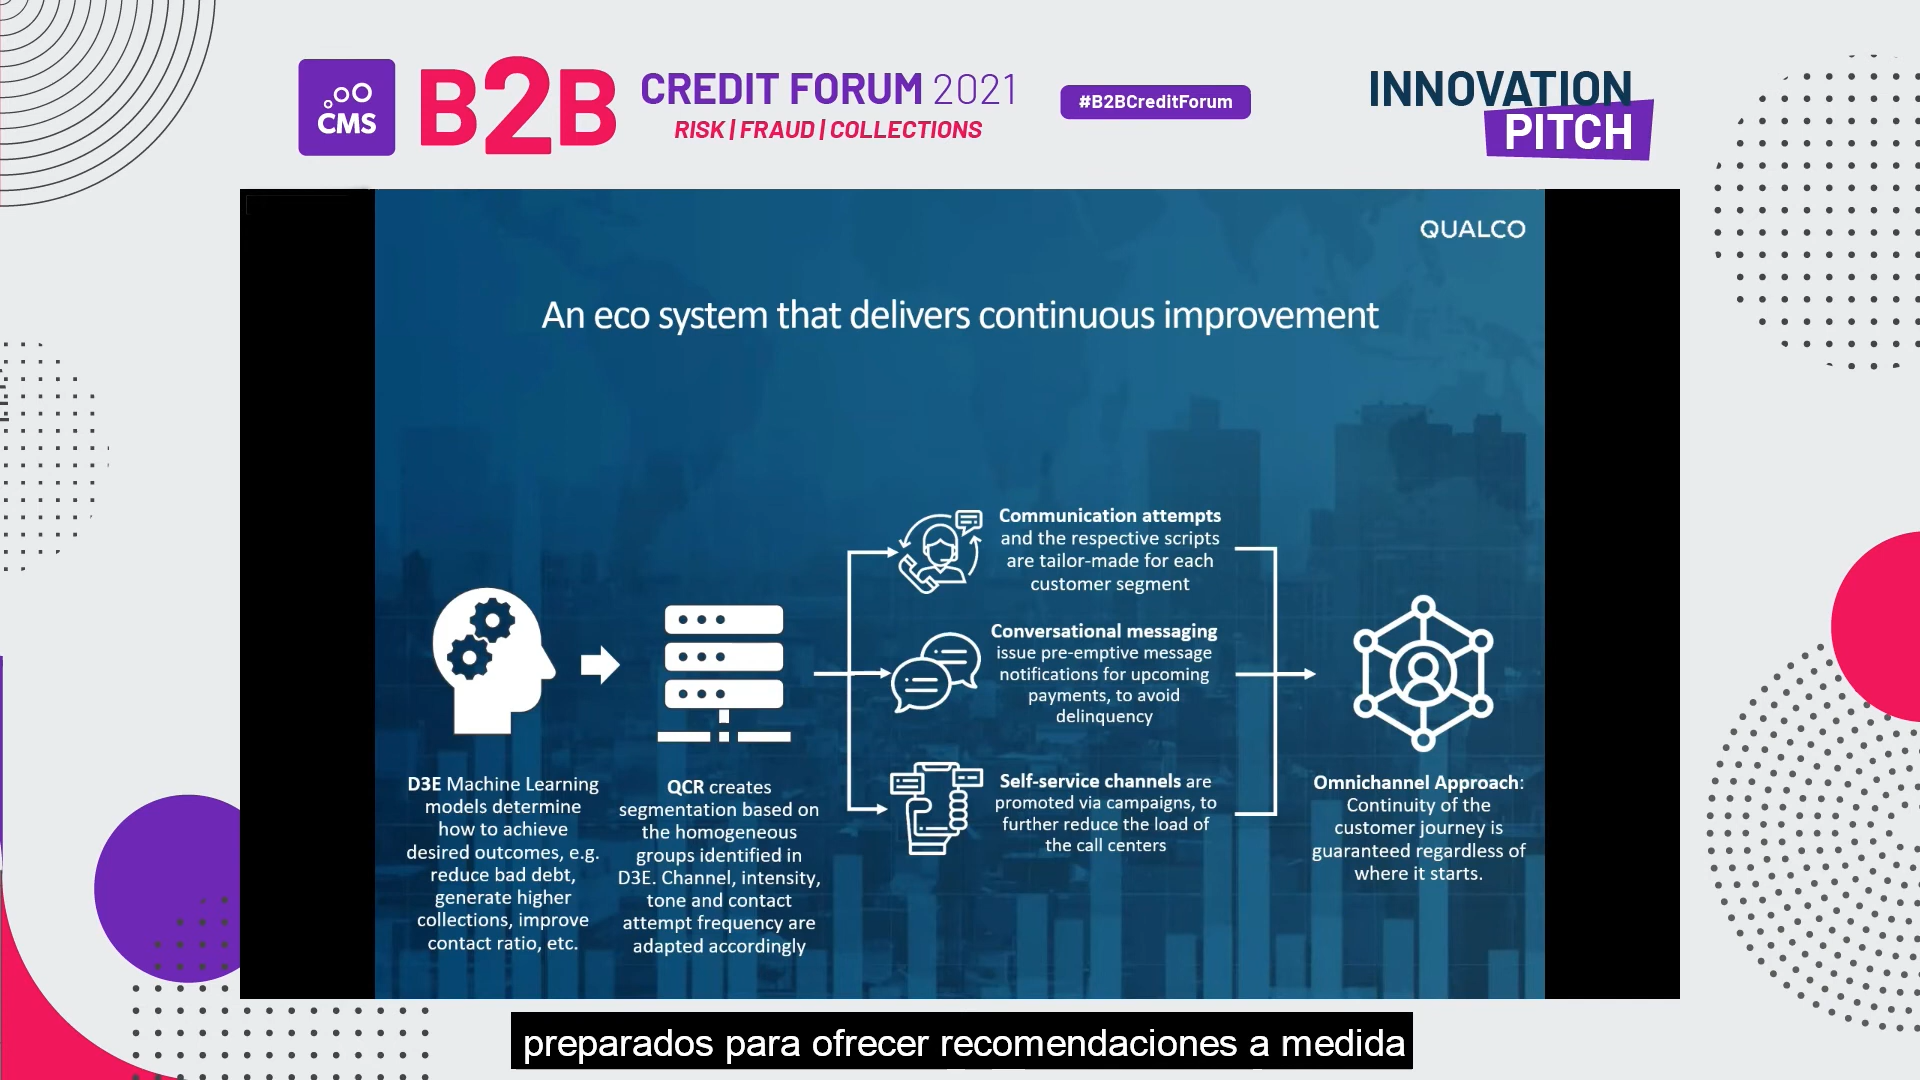 CMS
B2B
CREDIT FORUM 2021
RISK | FRAUD | COLLECTIONS
#B2BCreditForum
INNOVATION
PITCH
QUALCO
An eco system that delivers continuous improvement
D3E Machine Learning
models determine
how to achieve
desired outcomes, e.g.
reduce bad debt,
generate higher
collections, improve
contact ratio, etc.
QCR creates
segmentation based on
the homogeneous
groups identified in
D3E. Channel, intensity,
tone and contact
attempt frequency are
adapted accordingly
Communication attempts
and the respective scripts
are tailor-made for each
customer segment
Conversational messaging
issue pre-emptive message
notifications for upcoming
payments, to avoid
delinquency
Self-service channels are
promoted via campaigns, to
further reduce the load of
the call centers
Omnichannel Approach:
Continuity of the
customer journey is
guaranteed regardless of
where it starts.
preparados para ofrecer recomendaciones a medida